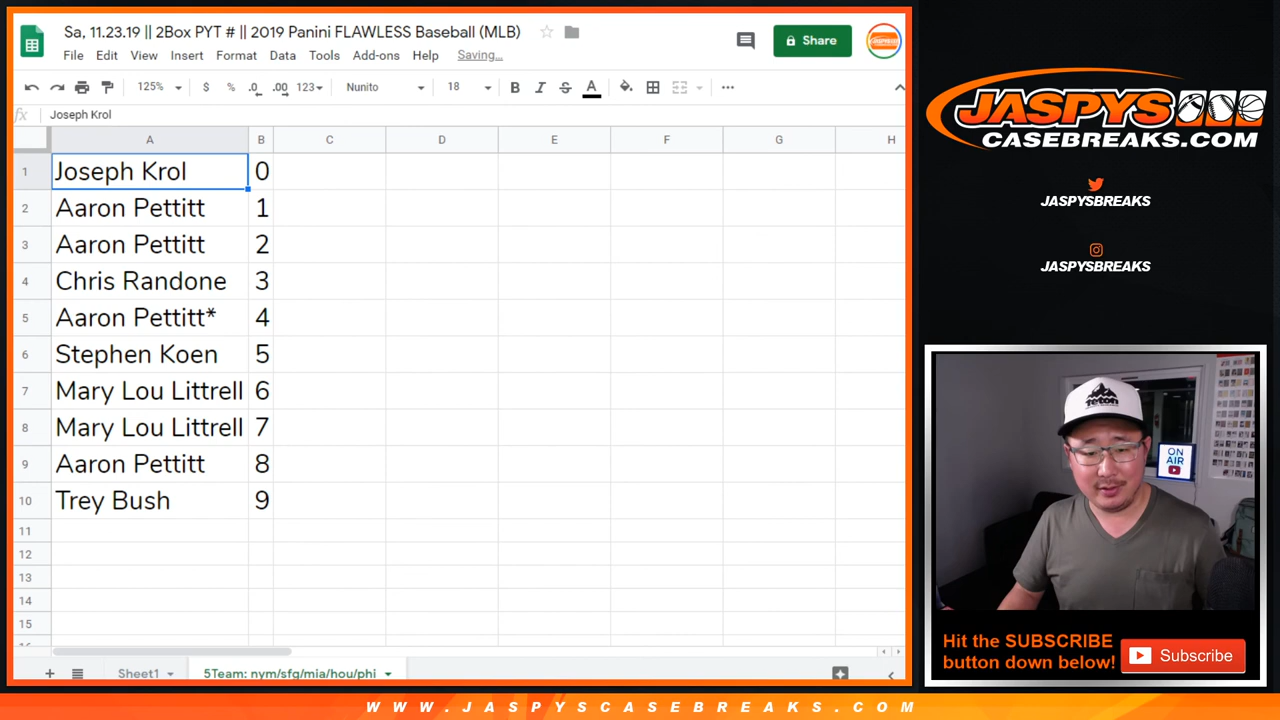 Sa, 11.23.19 || 2Box PYT # || 2019 Panini FLAWLESS Baseball (MLB)
File Edit View Insert Format Data Tools Add-ons Help Saving...
Share
125% $ % .0 .00 123 Nunito 18 B I S A
fx Joseph Krol
A B C D E F G H
1 Joseph Krol 0
2 Aaron Pettitt 1
3 Aaron Pettitt 2
4 Chris Randone 3
5 Aaron Pettitt* 4
6 Stephen Koen 5
7 Mary Lou Littrell 6
8 Mary Lou Littrell 7
9 Aaron Pettitt 8
10 Trey Bush 9
11
12
13
14
15
Sheet1 5Team: nym/sfg/mia/hou/phi
JASPYS
CASEBREAKS.COM
JASPYSBREAKS
JASPYSBREAKS
teton
ON
AIR
Hit the SUBSCRIBE
button down below!
Subscribe
WWW.JASPYSCASEBREAKS.COM